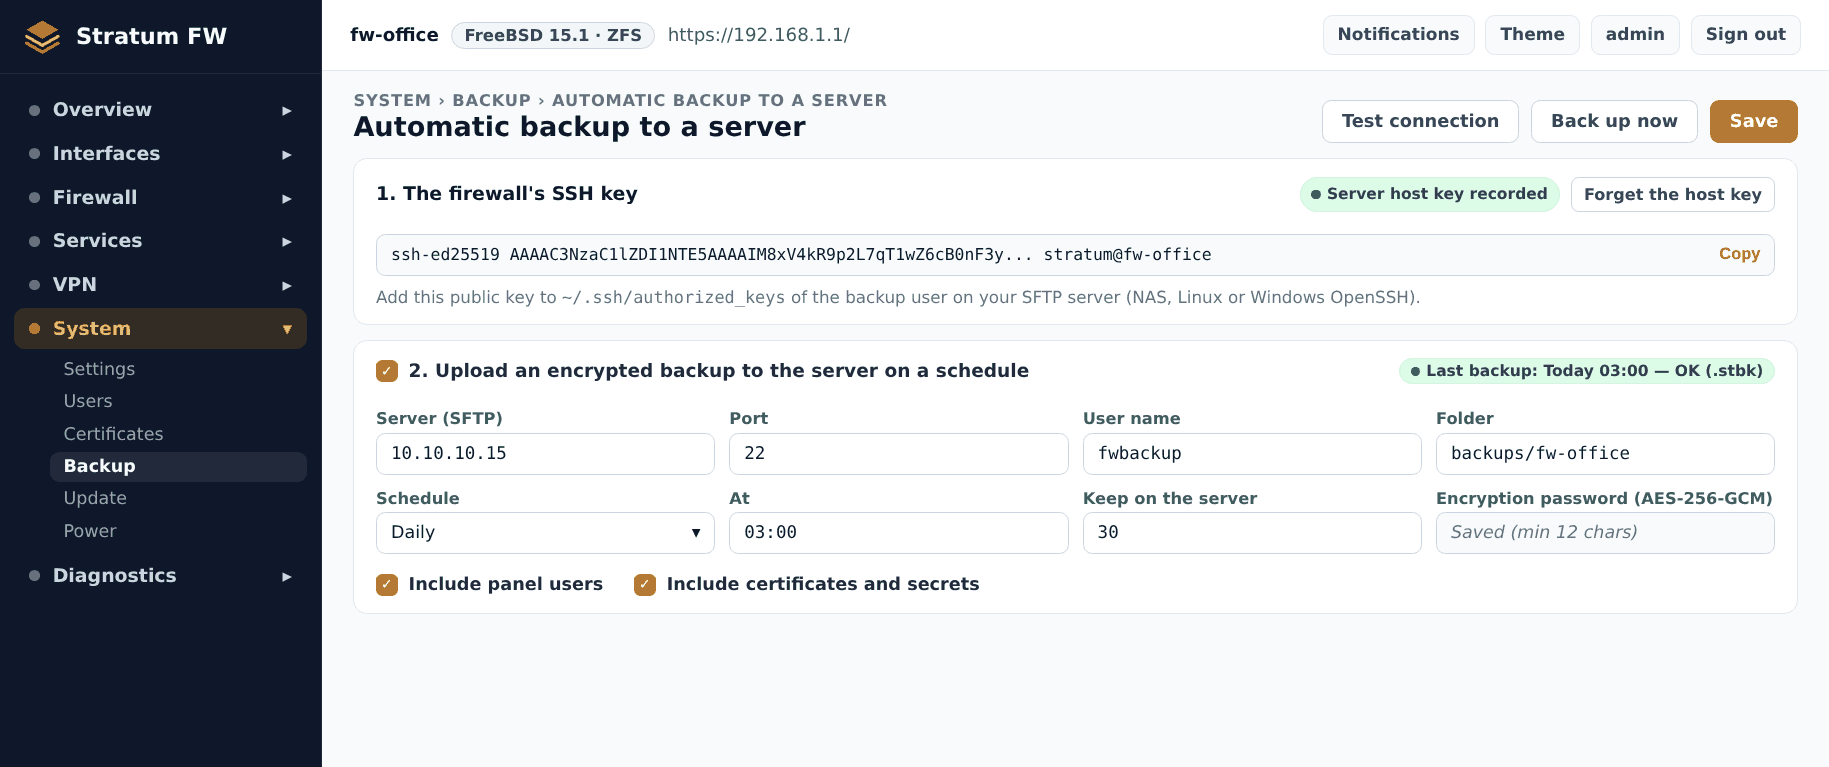 Stratum FW
Overview
Interfaces
Firewall
Services
VPN
System
Settings
Users
Certificates
Backup
Update
Power
Diagnostics
fw-office FreeBSD 15.1 · ZFS https://192.168.1.1/
Notifications Theme admin Sign out
SYSTEM › BACKUP › AUTOMATIC BACKUP TO A SERVER
Automatic backup to a server
Test connection Back up now Save
1. The firewall's SSH key
Server host key recorded Forget the host key
ssh-ed25519 AAAAC3NzaC1lZDI1NTE5AAAAIM8xV4kR9p2L7qT1wZ6cB0nF3y... stratum@fw-office Copy
Add this public key to ~/.ssh/authorized_keys of the backup user on your SFTP server (NAS, Linux or Windows OpenSSH).
2. Upload an encrypted backup to the server on a schedule
Last backup: Today 03:00 — OK (.stbk)
Server (SFTP) Port User name Folder
10.10.10.15 22 fwbackup backups/fw-office
Schedule At Keep on the server Encryption password (AES-256-GCM)
Daily 03:00 30 Saved (min 12 chars)
Include panel users Include certificates and secrets